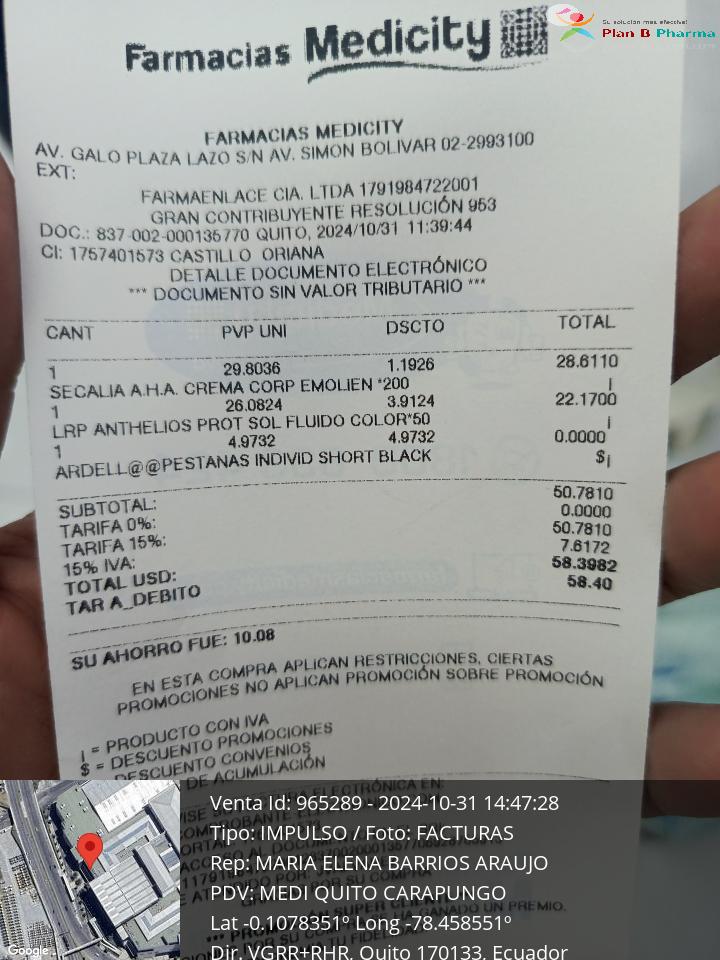 Su solución mas efectiva!
Plan B Pharma
Farmacias Medicity
FARMACIAS MEDICITY
AV. GALO PLAZA LAZO S/N AV. SIMON BOLIVAR 02-2993100
EXT:
FARMAENLACE CIA. LTDA 1791984722001
GRAN CONTRIBUYENTE RESOLUCIÓN 953
DOC.: 837-002-000135770 QUITO, 2024/10/31 11:39:44
CI: 1757401573 CASTILLO ORIANA
DETALLE DOCUMENTO ELECTRÓNICO
*** DOCUMENTO SIN VALOR TRIBUTARIO ***
CANT PVP UNI DSCTO TOTAL
1 29.8036 1.1926 28.6110
SECALIA A.H.A. CREMA CORP EMOLIEN *200 I
1 26.0824 3.9124 22.1700
LRP ANTHELIOS PROT SOL FLUIDO COLOR*50 I
1 4.9732 4.9732 0.0000
ARDELL@@PESTANAS INDIVID SHORT BLACK $I
SUBTOTAL: 50.7810
TARIFA 0%: 0.0000
TARIFA 15%: 50.7810
15% IVA: 7.6172
TOTAL USD: 58.3982
TAR A_DEBITO 58.40
SU AHORRO FUE: 10.08
EN ESTA COMPRA APLICAN RESTRICCIONES, CIERTAS
PROMOCIONES NO APLICAN PROMOCIÓN SOBRE PROMOCIÓN
I = PRODUCTO CON IVA
$ = DESCUENTO PROMOCIONES
DESCUENTO CONVENIOS
DE ACUMULACIÓN
Venta Id: 965289 - 2024-10-31 14:47:28
Tipo: IMPULSO / Foto: FACTURAS
Rep: MARIA ELENA BARRIOS ARAUJO
PDV: MEDI QUITO CARAPUNGO
Lat -0.1078351º Long -78.458551º
Dir. VGRR+RHR, Quito 170133, Ecuador
Google